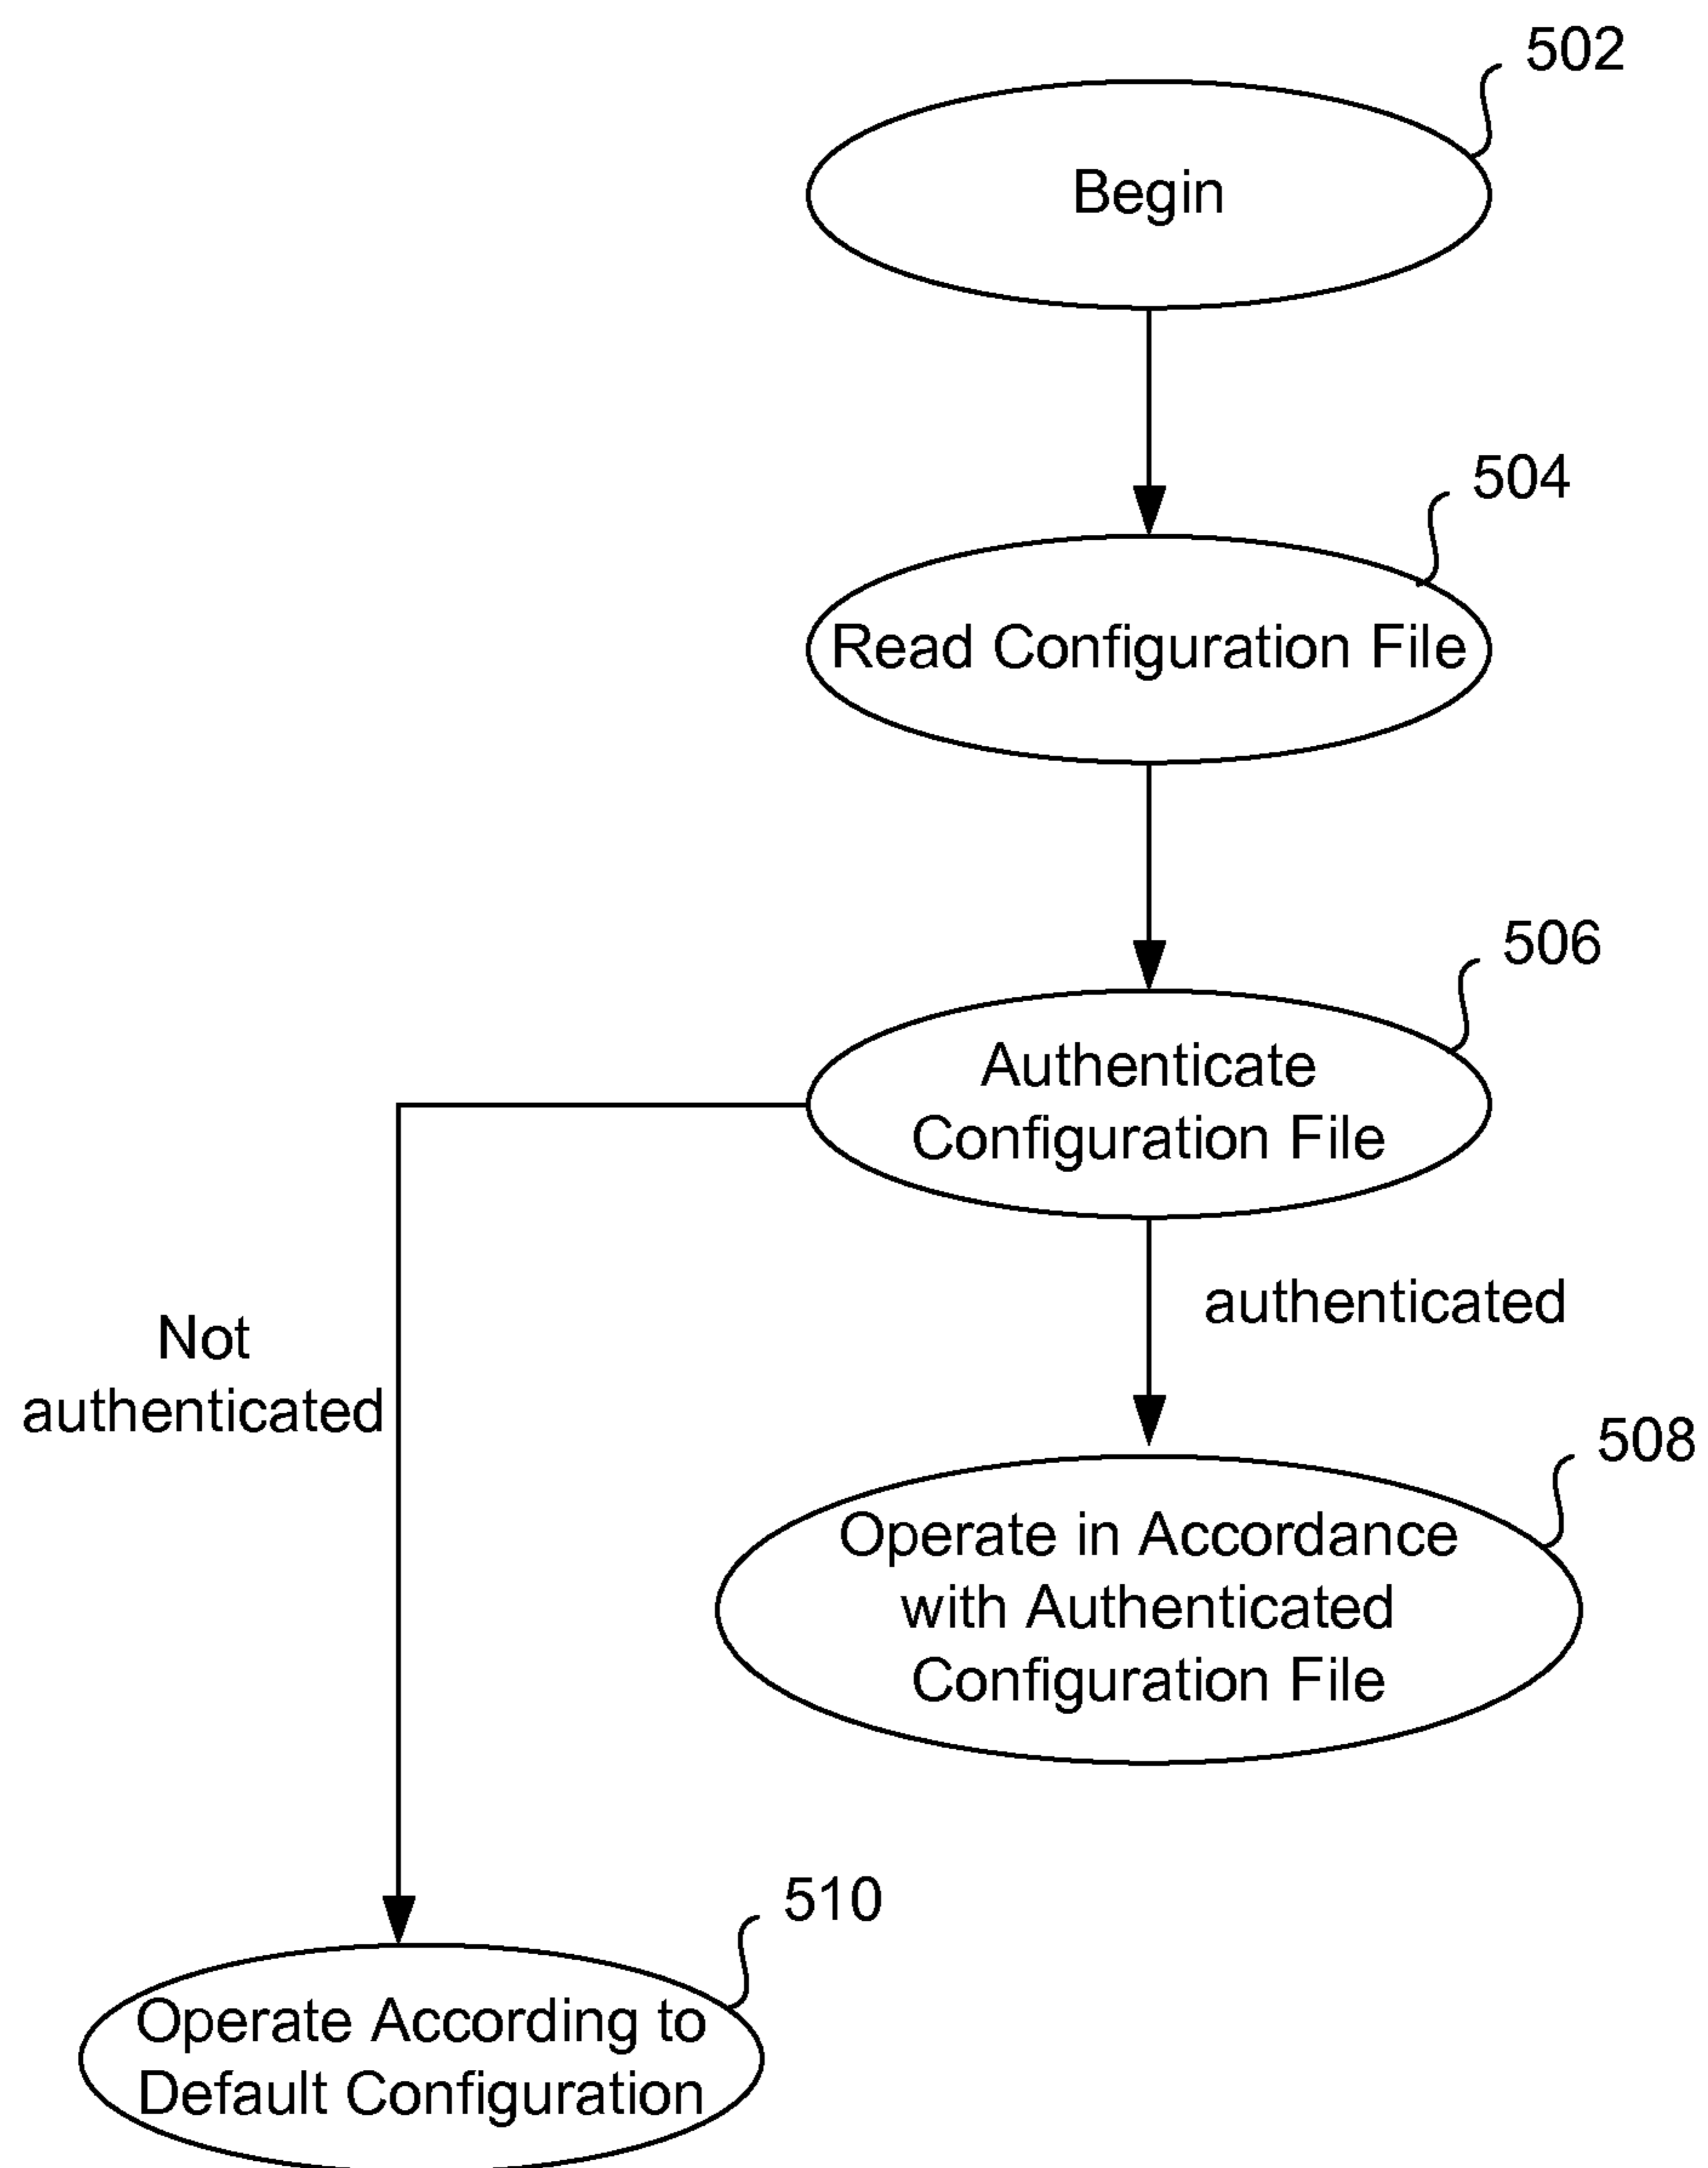 502
Begin
504
Read Configuration File
506
Authenticate
Configuration File
authenticated
Not
authenticated
508
Operate in Accordance
with Authenticated
Configuration File
510
Operate According to
Default Configuration